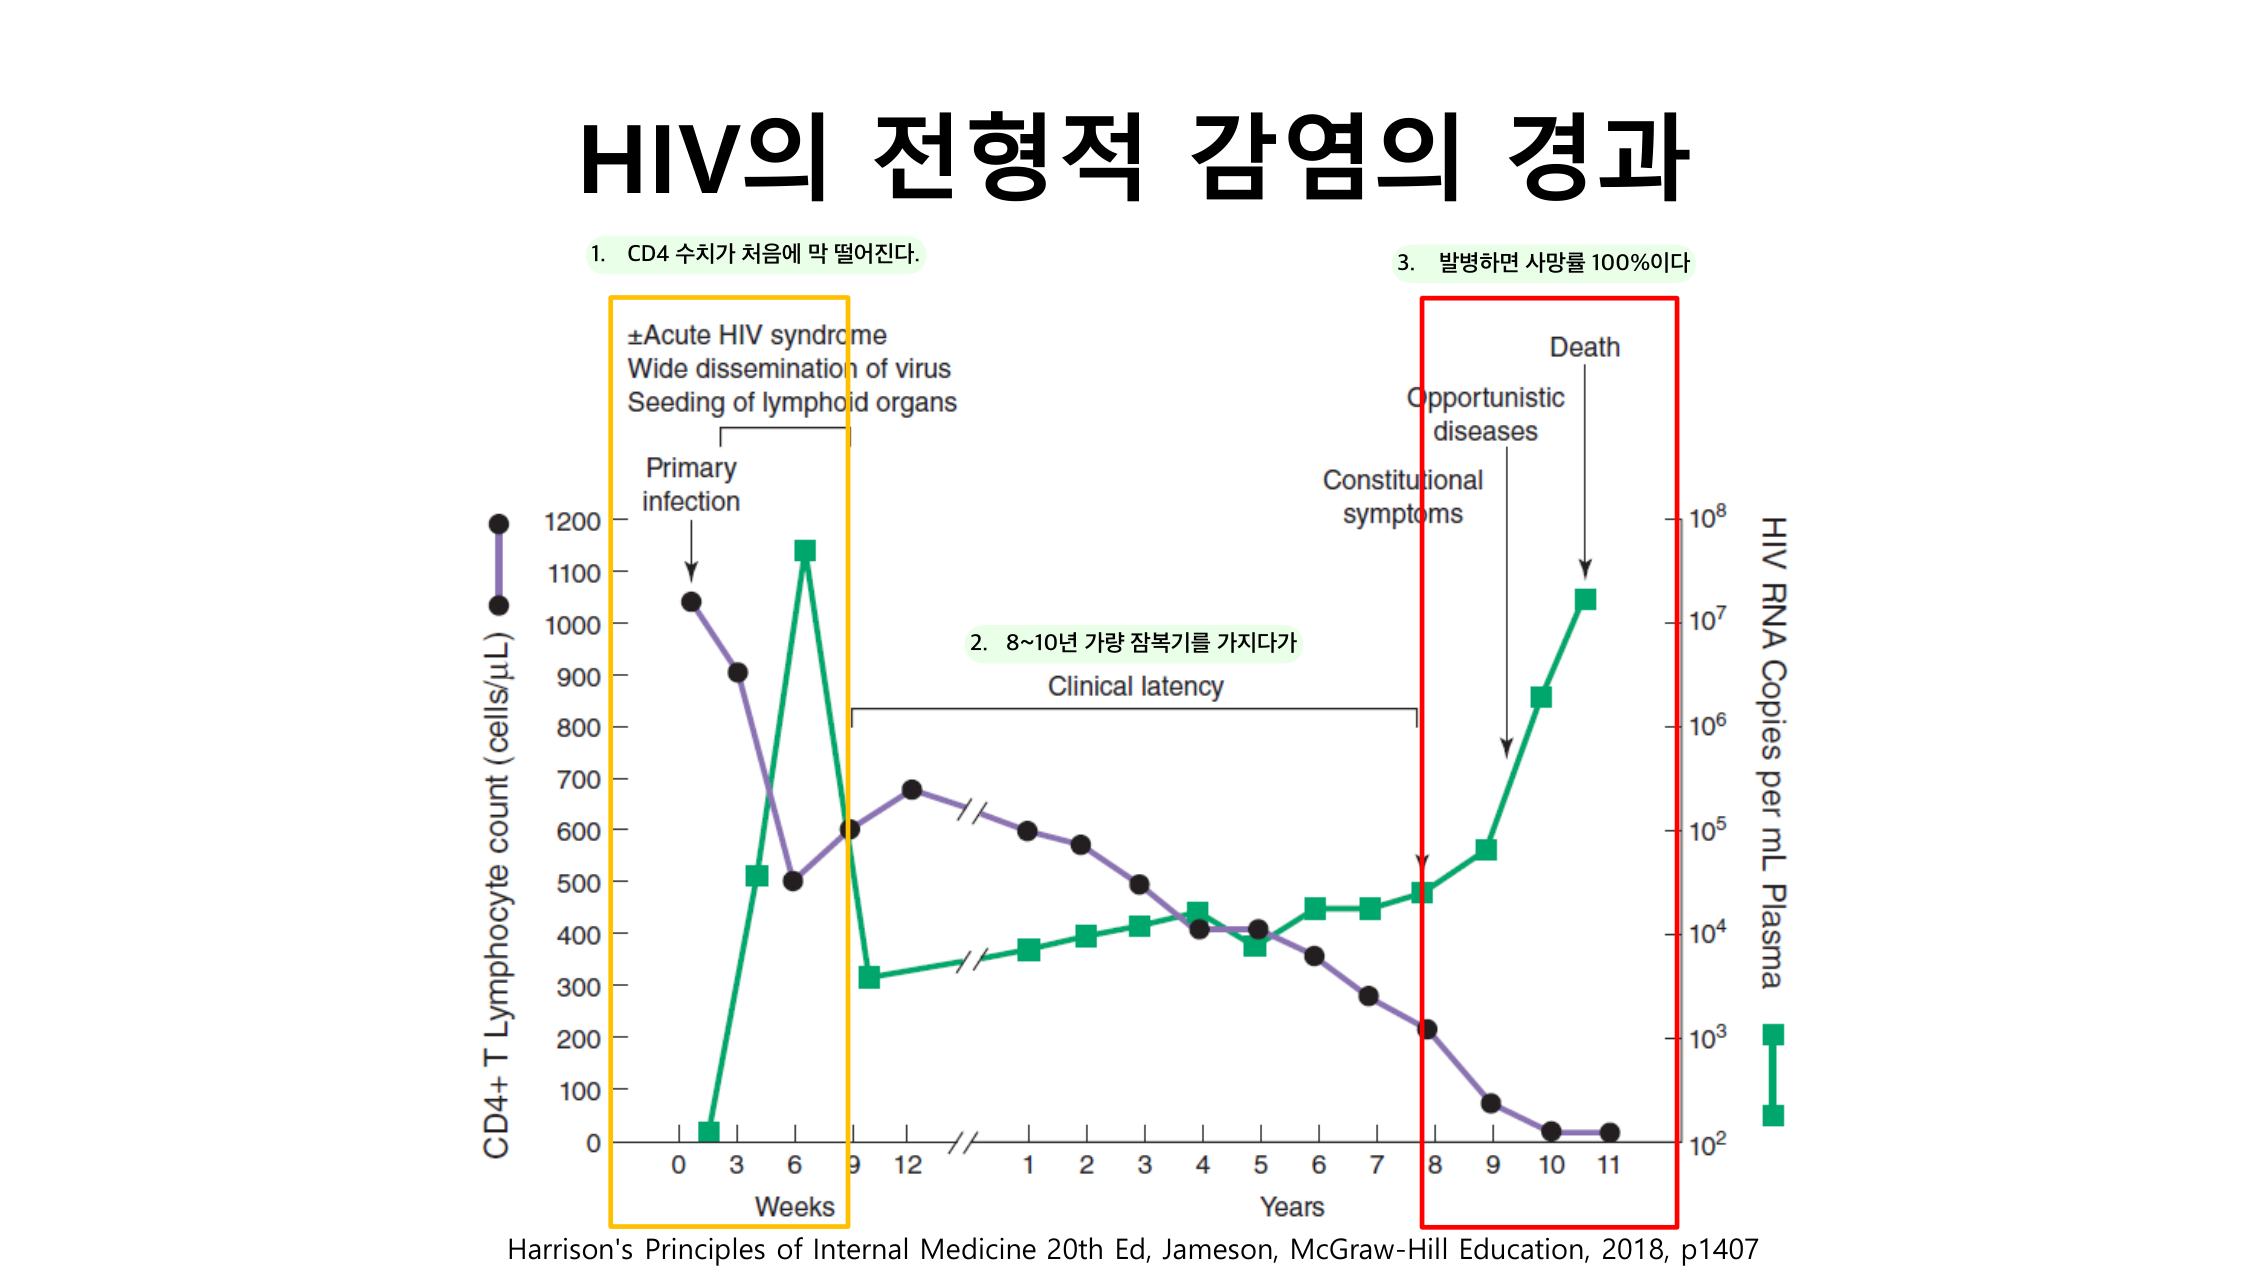 HIV의 전형적 감염의 경과
1. CD4 수치가 처음에 막 떨어진다.
3. 발병하면 사망률 100%이다
±Acute HIV syndrome
Wide dissemination of virus
Seeding of lymphoid organs
Primary
infection
Death
Opportunistic
diseases
Constitutional
symptoms
2. 8~10년 가량 잠복기를 가지다가
Clinical latency
CD4+ T Lymphocyte count (cells/μL)
1200
1100
1000
900
800
700
600
500
400
300
200
100
0
10⁸
10⁷
10⁶
10⁵
10⁴
10³
10²
HIV RNA Copies per mL Plasma
0 3 6 9 12 1 2 3 4 5 6 7 8 9 10 11
Weeks Years
Harrison's Principles of Internal Medicine 20th Ed, Jameson, McGraw-Hill Education, 2018, p1407